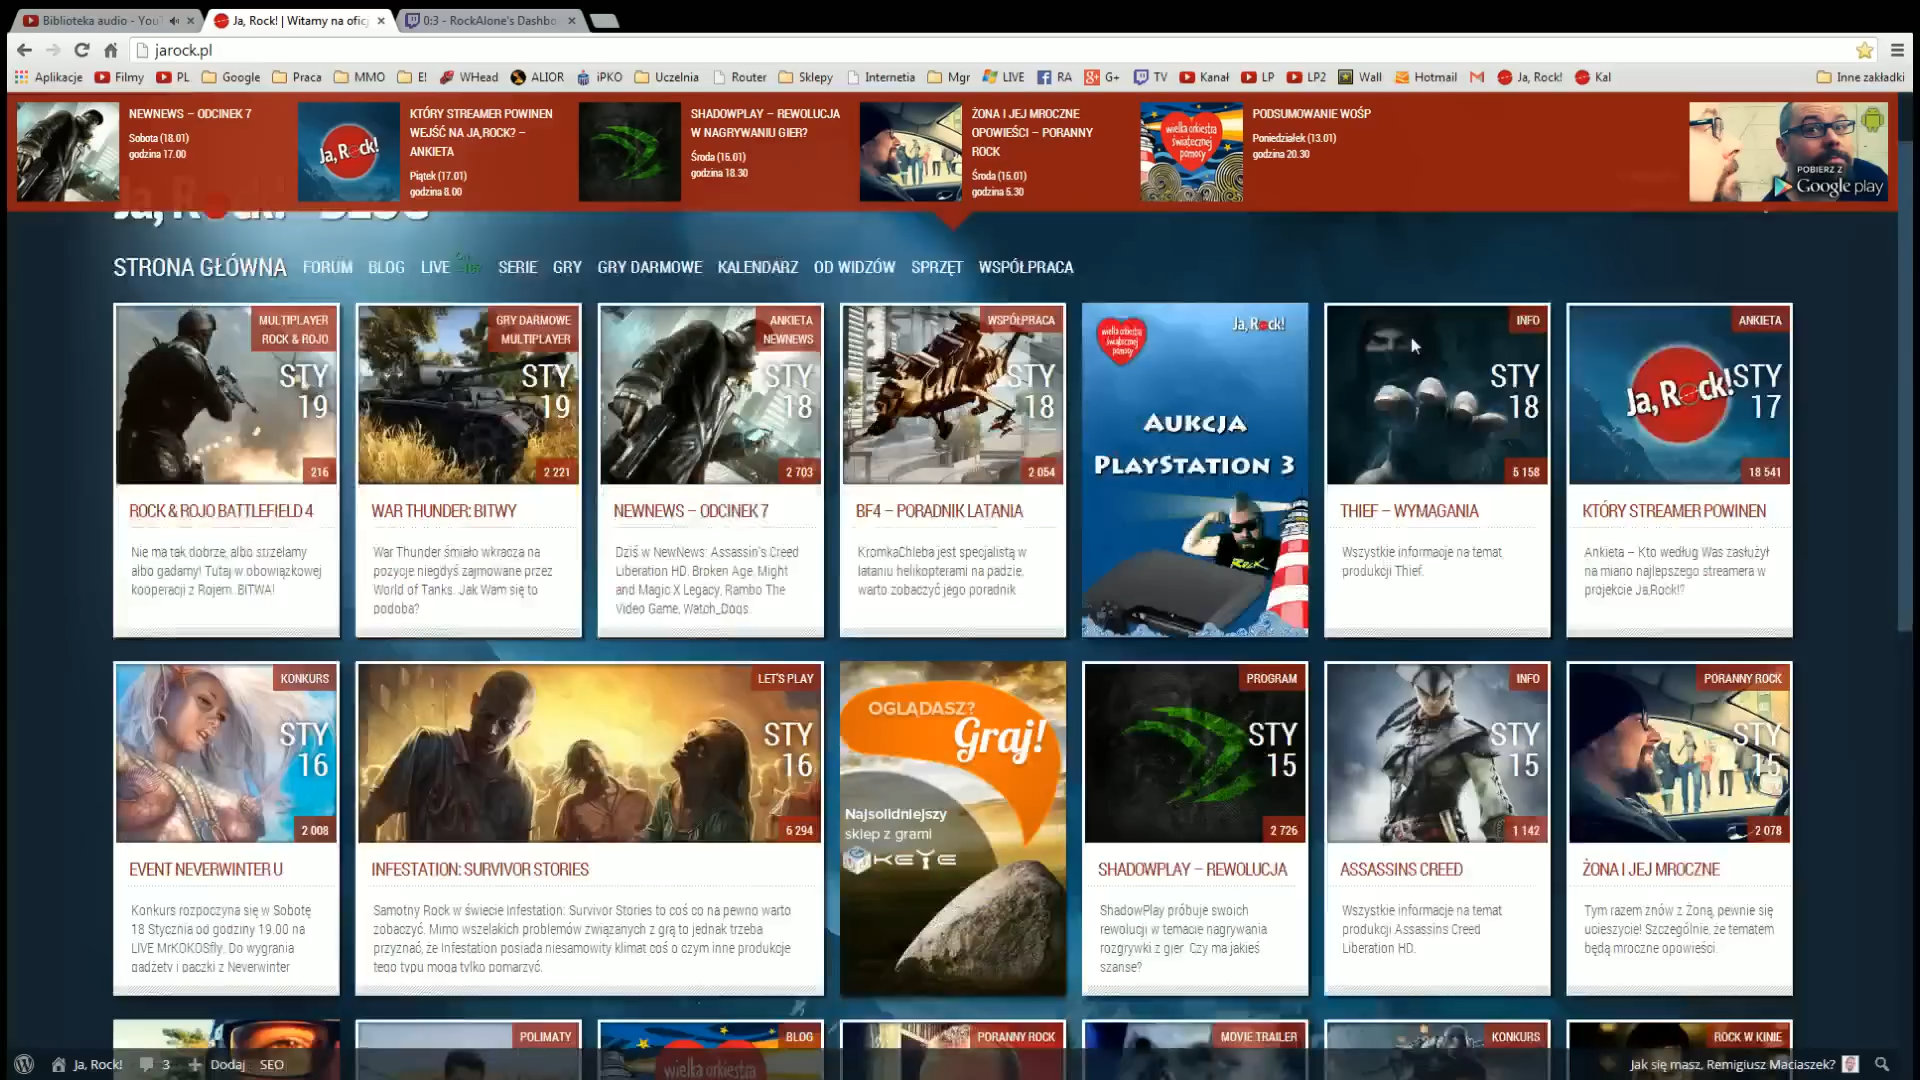 Biblioteka audio - You
Ja, Rock! | Witamy na ofic
0:3 - RockAlone's Dashbo
jarock.pl
Aplikacje
Filmy
PL
Google
Praca
MMO
E!
WHead
ALIOR
iPKO
Uczelnia
Router
Sklepy
Internetia
Mgr
LIVE
RA
G+
TV
Kanał
LP
LP2
Wall
Hotmail
Ja, Rock!
Kal
Inne zakładki
NEWNEWS – ODCINEK 7
Sobota (18.01)
godzina 17.00
Ja, Rock!
KTÓRY STREAMER POWINEN
WEJŚĆ NA JA,ROCK? –
ANKIETA
Piątek (17.01)
godzina 8.00
SHADOWPLAY – REWOLUCJA
W NAGRYWANIU GIER?
Środa (15.01)
godzina 18.30
ŻONA I JEJ MROCZNE
OPOWIEŚCI – PORANNY
ROCK
Środa (15.01)
godzina 5.30
wielka orkiestra
świątecznej
pomocy
PODSUMOWANIE WOŚP
Poniedziałek (13.01)
godzina 20.30
POBIERZ Z
Google play
Ja, Rock! BLOG
STRONA GŁÓWNA
FORUM
BLOG
LIVE
SERIE
GRY
GRY DARMOWE
KALENDARZ
OD WIDZÓW
SPRZĘT
WSPÓŁPRACA
MULTIPLAYER
ROCK & ROJO
STY
19
216
ROCK & ROJO BATTLEFIELD 4
Nie ma tak dobrze, albo strzelamy
albo gadamy! Tutaj w obowiązkowej
kooperacji z Rojem. BITWA!
GRY DARMOWE
MULTIPLAYER
STY
19
2 221
WAR THUNDER: BITWY
War Thunder śmiało wkracza na
pozycje niegdyś zajmowane przez
World of Tanks. Jak Wam się to
podoba?
ANKIETA
NEWNEWS
STY
18
2 703
NEWNEWS – ODCINEK 7
Dziś w NewNews: Assassin's Creed
Liberation HD, Broken Age, Might
and Magic X Legacy, Rambo The
Video Game, Watch_Dogs.
WSPÓŁPRACA
STY
18
2 054
BF4 – PORADNIK LATANIA
KromkaChleba jest specjalistą w
lataniu helikopterami na padzie,
warto zobaczyć jego poradnik
wielka orkiestra
świątecznej
pomocy
Ja, Rock!
AUKCJA
PLAYSTATION 3
ROCK
INFO
STY
18
5 158
THIEF – WYMAGANIA
Wszystkie informacje na temat
produkcji Thief.
ANKIETA
Ja, Rock!
STY
17
18 541
KTÓRY STREAMER POWINEN
Ankieta – Kto według Was zasłużył
na miano najlepszego streamera w
projekcie Ja,Rock!?
KONKURS
STY
16
2 008
EVENT NEVERWINTER U
Konkurs rozpoczyna się w Sobotę
18 Stycznia od godziny 19.00 na
LIVE MrKOKOSfly. Do wygrania
gadżety i paczki z Neverwinter
LET'S PLAY
STY
16
6 294
INFESTATION: SURVIVOR STORIES
Samotny Rock w świecie Infestation: Survivor Stories to coś co na pewno warto
zobaczyć. Mimo wszelakich problemów związanych z grą to jednak trzeba
przyznać, że Infestation posiada niesamowity klimat coś o czym inne produkcje
tego typu mogą tylko pomarzyć.
OGLĄDASZ?
Graj!
Najsolidniejszy
sklep z grami
KEYE
PROGRAM
STY
15
2 726
SHADOWPLAY – REWOLUCJA
ShadowPlay próbuje swoich
rewolucji w temacie nagrywania
rozgrywki z gier. Czy ma jakieś
szanse?
INFO
STY
15
1 142
ASSASSINS CREED
Wszystkie informacje na temat
produkcji Assassins Creed
Liberation HD.
PORANNY ROCK
STY
15
2 078
ŻONA I JEJ MROCZNE
Tym razem znów z Żoną, pewnie się
ucieszycie! Szczególnie, że tematem
będą mroczne opowieści.
POLIMATY
BLOG
wielka orkiestra
PORANNY ROCK
MOVIE TRAILER
KONKURS
ROCK W KINIE
Ja, Rock!
3
Dodaj
SEO
Jak się masz, Remigiusz Maciaszek?